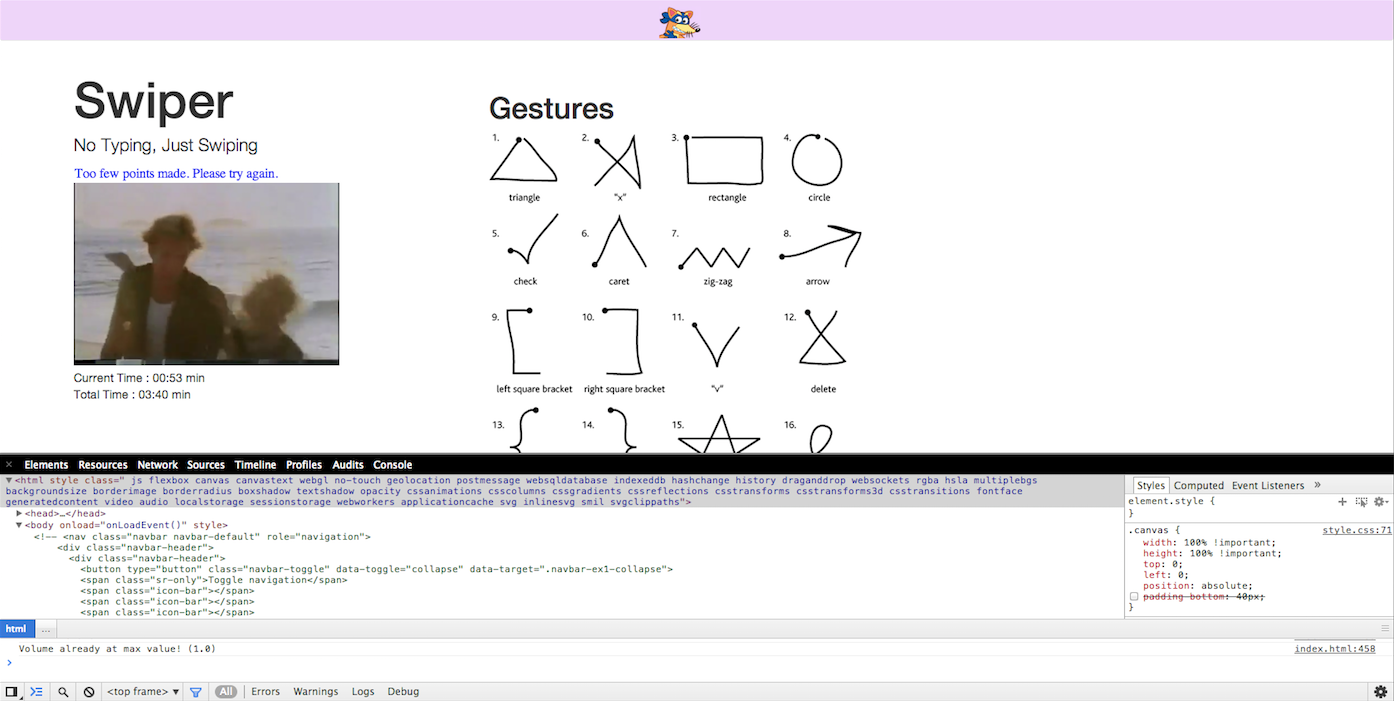 Swiper
No Typing, Just Swiping
Too few points made. Please try again.
Current Time : 00:53 min
Total Time : 03:40 min
Gestures
1. 2. 3. 4.
triangle "x" rectangle circle
5. 6. 7. 8.
check caret zig-zag arrow
9. 10. 11. 12.
left square bracket right square bracket "v" delete
13. 14. 15. 16.
× Elements Resources Network Sources Timeline Profiles Audits Console
▼<html style class=" js flexbox canvas canvastext webgl no-touch geolocation postmessage websqldatabase indexeddb hashchange history draganddrop websockets rgba hsla multiplebgs
backgroundsize borderimage borderradius boxshadow textshadow opacity cssanimations csscolumns cssgradients cssreflections csstransforms csstransforms3d csstransitions fontface
generatedcontent video audio localstorage sessionstorage webworkers applicationcache svg inlinesvg smil svgclippaths">
▶<head>…</head>
▼<body onload="onLoadEvent()" style>
<!-- <nav class="navbar navbar-default" role="navigation">
<div class="navbar-header">
<div class="navbar-header">
<button type="button" class="navbar-toggle" data-toggle="collapse" data-target=".navbar-ex1-collapse">
<span class="sr-only">Toggle navigation</span>
<span class="icon-bar"></span>
<span class="icon-bar"></span>
<span class="icon-bar"></span>
Styles Computed Event Listeners »
element.style {
}
.canvas { style.css:71
width: 100% !important;
height: 100% !important;
top: 0;
left: 0;
position: absolute;
padding-bottom: 40px;
}
html ...
Volume already at max value! (1.0) index.html:458
>
<top frame> ▼ All Errors Warnings Logs Debug